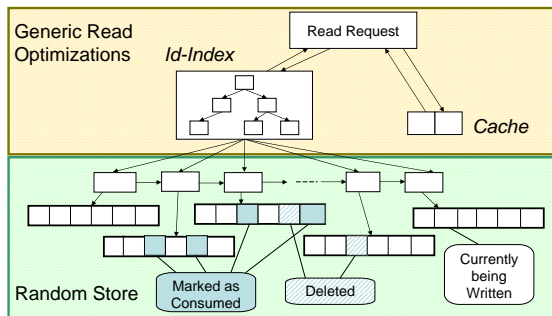 Generic Read
Optimizations
Id-Index
Read Request
Cache
Random Store
Marked as
Consumed
Deleted
Currently
being
Written